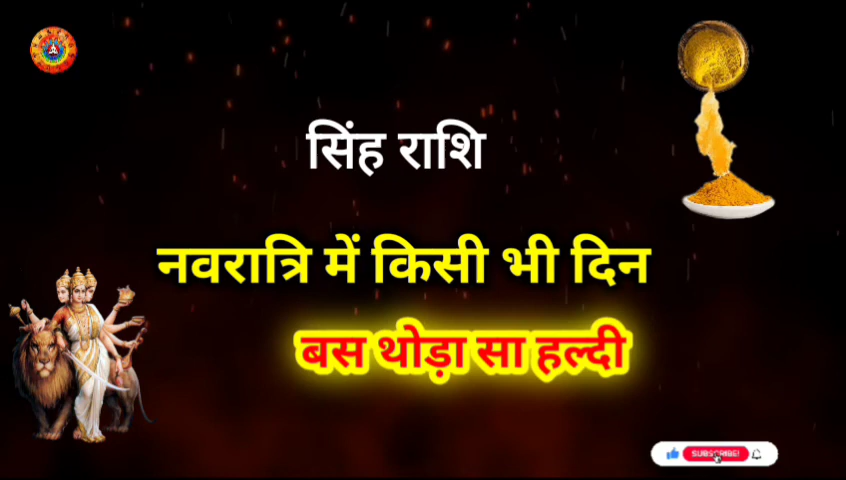 सिंह राशि
नवरात्रि में किसी भी दिन
बस थोड़ा सा हल्दी
SUBSCRIBE!